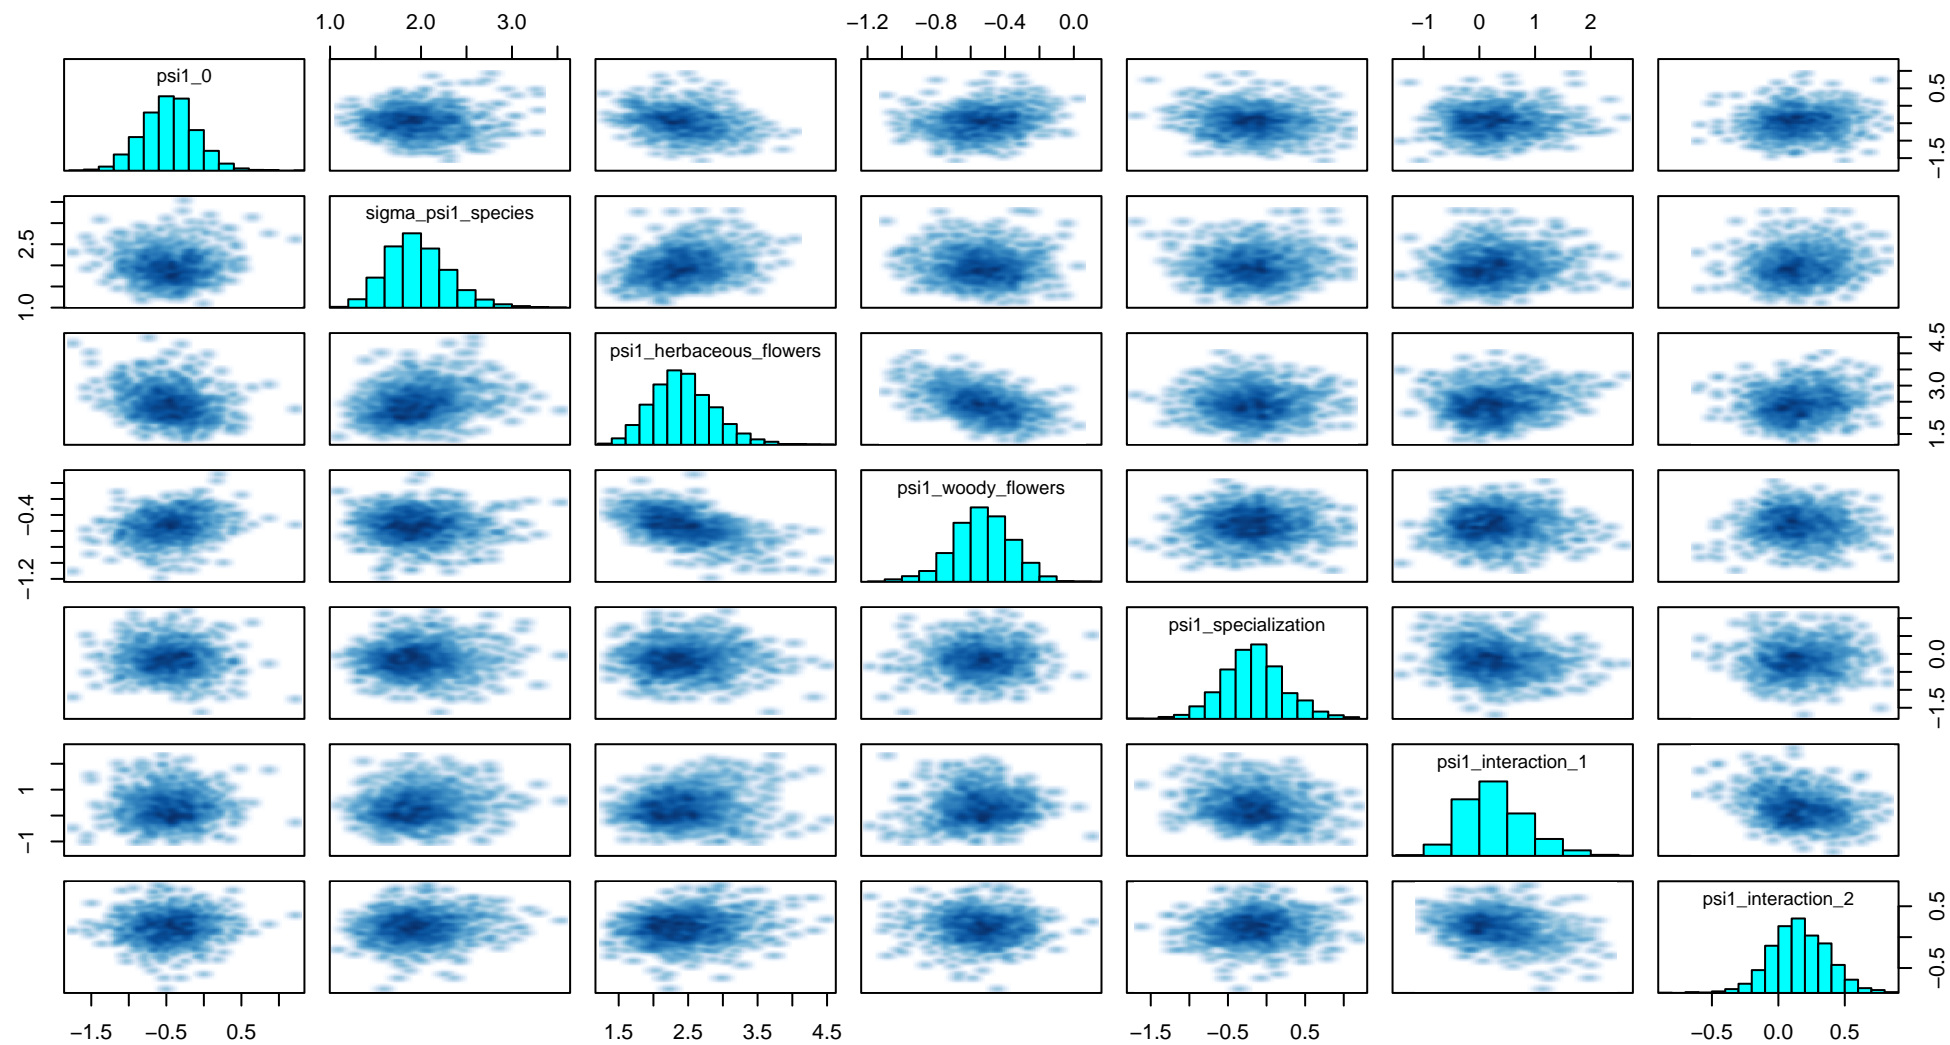 1.0 2.0 3.0 −1.2 −0.8 −0.4 0.0 −1 0 1 2
psi1_0
−1.5 0.5
sigma_psi1_species
1.0 2.5
psi1_herbaceous_flowers
1.5 3.0 4.5
psi1_woody_flowers
−1.2 −0.4
psi1_specialization
−1.5 0.0
psi1_interaction_1
−1 1
psi1_interaction_2
−0.5 0.5
−1.5 −0.5 0.5 1.5 2.5 3.5 4.5 −1.5 −0.5 0.5 −0.5 0.0 0.5